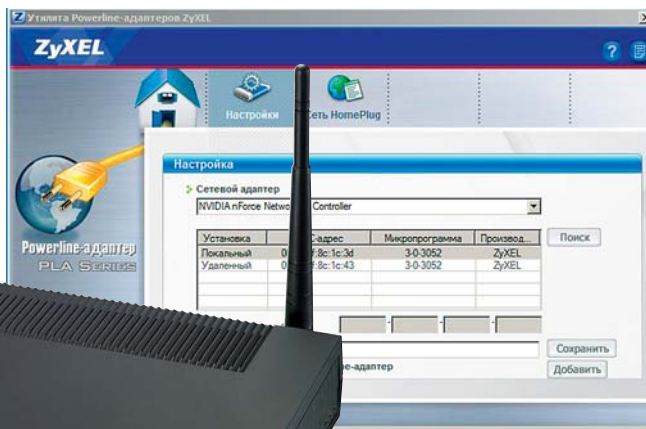 Утилита Powerline-адаптеров ZyXEL
ZyXEL
Настройки
Сеть HomePlug
Настройка
Сетевой адаптер
NVIDIA nForce Controller
Powerline-адаптер
PLA SERIES
Установка С-адрес Микропрограмма Производ... Поиск
Локальный :8c:1c:3d 3-0-3052 ZyXEL
Удаленный :8c:1c:43 3-0-3052 ZyXEL
- - -
Сохранить
е-адаптер Добавить